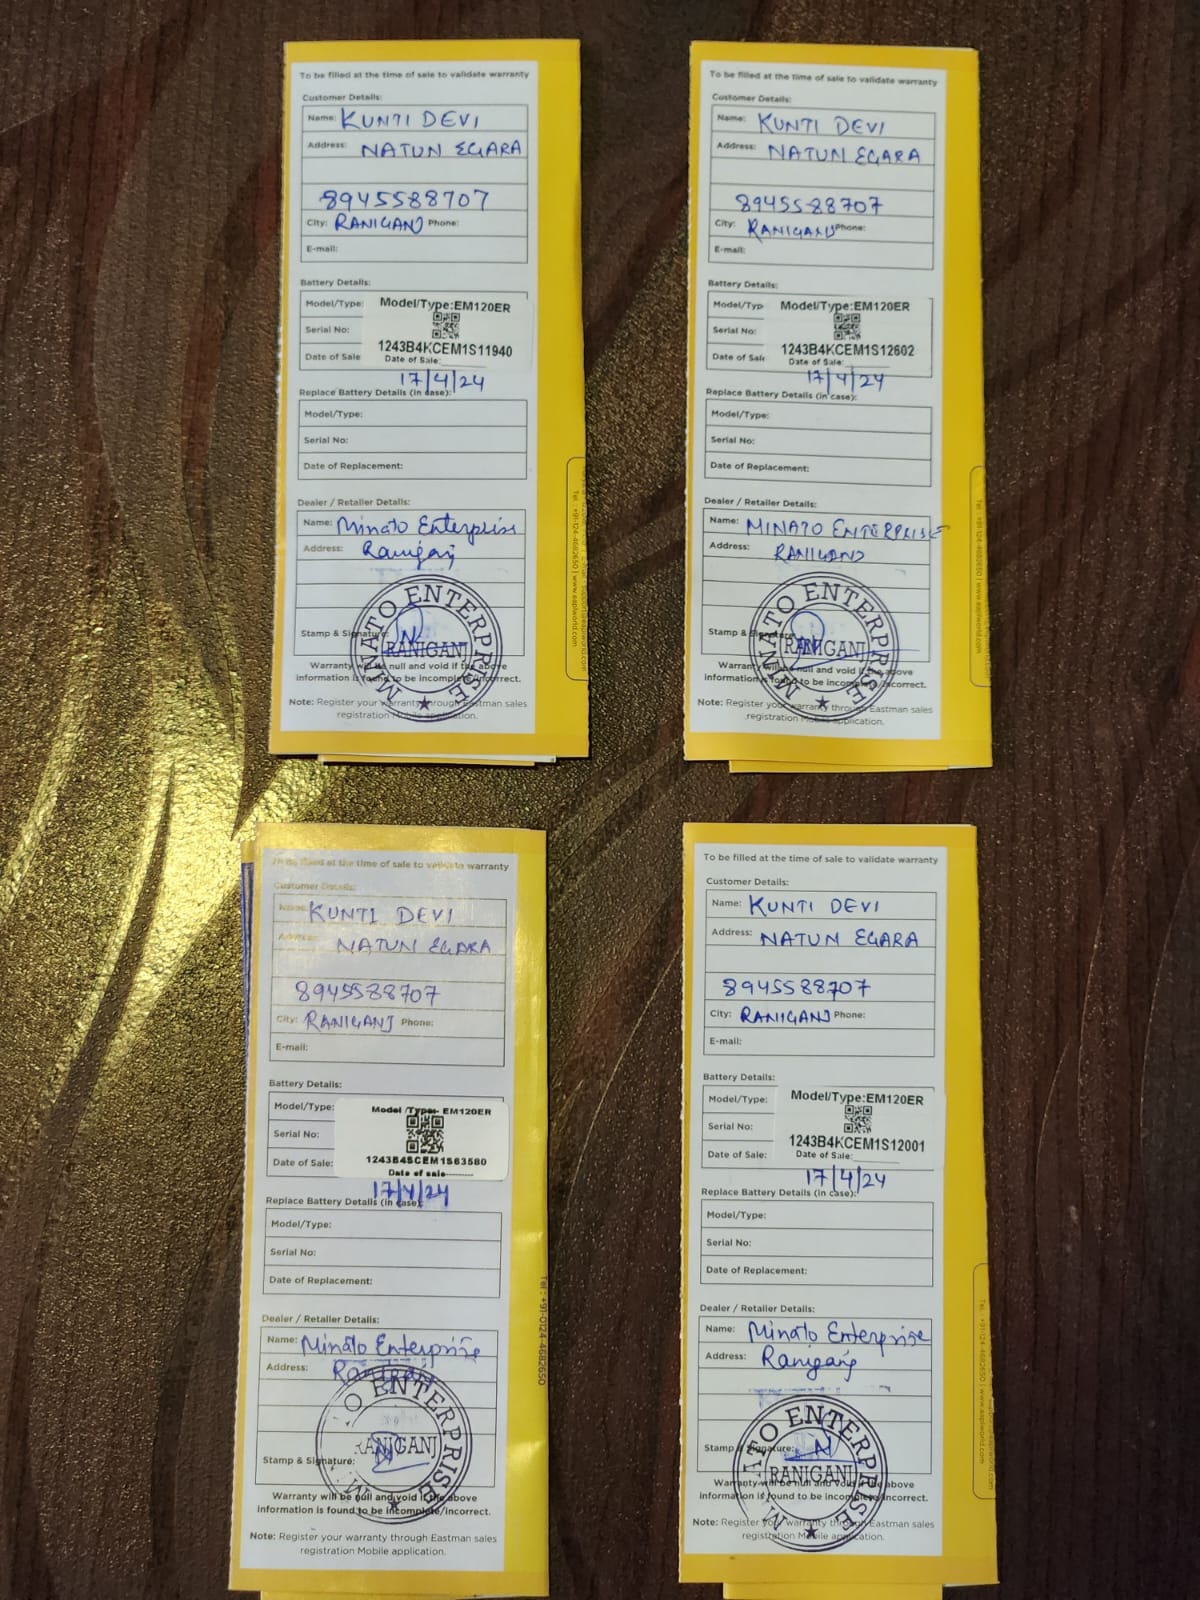 To be filled at the time of sale to validate warranty
Customer Details:
Name: KUNTI DEVI
Address: NATUN EGARA
8945588707
City: RANIGANJ Phone:
E-mail:
Battery Details:
Model/Type: Model/Type:EM120ER
Serial No:
1243B4KCEM1S11940
Date of Sale Date of Sale:
17/4/24
Replace Battery Details (in case):
Model/Type:
Serial No:
Date of Replacement:
Dealer / Retailer Details:
Name: Minato Enterprise
Address: Raniganj
Stamp & Signature:
MINATO ENTERPRISE
RANIGANJ
Warranty will be null and void if the above
information is found to be incomplete/incorrect.
Note: Register your warranty through Eastman sales
registration Mobile application.
To be filled at the time of sale to validate warranty
Customer Details:
Name: KUNTI DEVI
Address: NATUN EGARA
8945588707
City: RANIGANJ Phone:
E-mail:
Battery Details:
Model/Typ Model/Type:EM120ER
Serial No:
1243B4KCEM1S12602
Date of Sale Date of Sale:
17/4/24
Replace Battery Details (in case):
Model/Type:
Serial No:
Date of Replacement:
Dealer / Retailer Details:
Name: MINATO ENTERPRISE
Address: RANIGANJ
Stamp & Signature
MINATO ENTERPRISE
RANIGANJ
Warranty will be null and void if the above
information is found to be incomplete/incorrect.
Note: Register your warranty through Eastman sales
registration Mobile application.
To be filled at the time of sale to validate warranty
Customer Details:
Name: KUNTI DEVI
Address: NATUN EGARA
8945588707
City: RANIGANJ Phone:
E-mail:
Battery Details:
Model/Type: Model /Type:- EM120ER
Serial No:
1243B4SCEM1S63580
Date of Sale: Date of sale
17/4/24
Replace Battery Details (in case):
Model/Type:
Serial No:
Date of Replacement:
Dealer / Retailer Details:
Name: Minato Enterprise
Address: Raniganj
Stamp & Signature:
O ENTERPRISE
RANIGANJ
Warranty will be null and void if the above
information is found to be incomplete/incorrect.
Note: Register your warranty through Eastman sales
registration Mobile application.
Tel : +91-0124-4682650
To be filled at the time of sale to validate warranty
Customer Details:
Name: KUNTI DEVI
Address: NATUN EGARA
8945588707
City: RANIGANJ Phone:
E-mail:
Battery Details:
Model/Type: Model/Type:EM120ER
Serial No:
1243B4KCEM1S12001
Date of Sale: Date of Sale:
17/4/24
Replace Battery Details (in case):
Model/Type:
Serial No:
Date of Replacement:
Dealer / Retailer Details:
Name: Minato Enterprise
Address: Raniganj
Stamp & Signature:
ATO ENTERPRISE
RANIGANJ
Warranty will be null and void if the above
information is found to be incomplete/incorrect.
Note: Register your warranty through Eastman sales
registration Mobile application.